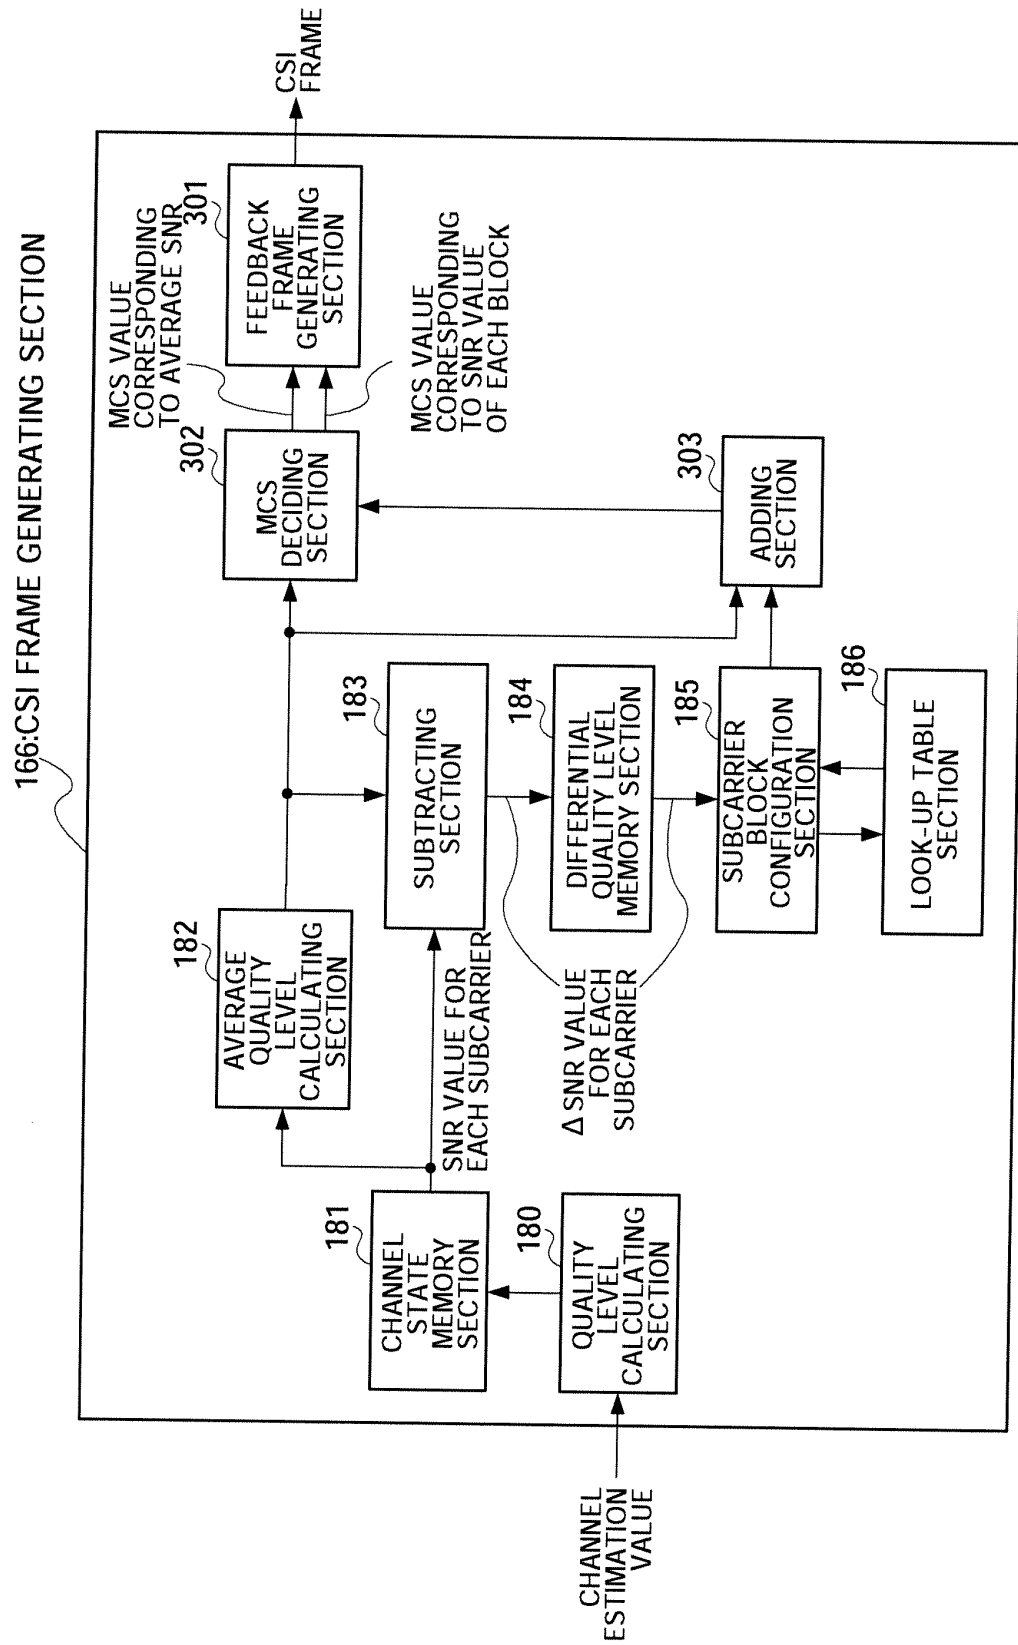 166:CSI FRAME GENERATING SECTION
CHANNEL
ESTIMATION
VALUE
180
QUALITY
LEVEL
CALCULATING
SECTION
181
CHANNEL
STATE
MEMORY
SECTION
SNR VALUE FOR
EACH SUBCARRIER
182
AVERAGE
QUALITY
LEVEL
CALCULATING
SECTION
183
SUBTRACTING
SECTION
Δ SNR VALUE
FOR EACH
SUBCARRIER
184
DIFFERENTIAL
QUALITY LEVEL
MEMORY SECTION
185
SUBCARRIER
BLOCK
CONFIGURATION
SECTION
186
LOOK-UP TABLE
SECTION
303
ADDING
SECTION
302
MCS
DECIDING
SECTION
MCS VALUE
CORRESPONDING
TO AVERAGE SNR
MCS VALUE
CORRESPONDING
TO SNR VALUE
OF EACH BLOCK
301
FEEDBACK
FRAME
GENERATING
SECTION
CSI
FRAME